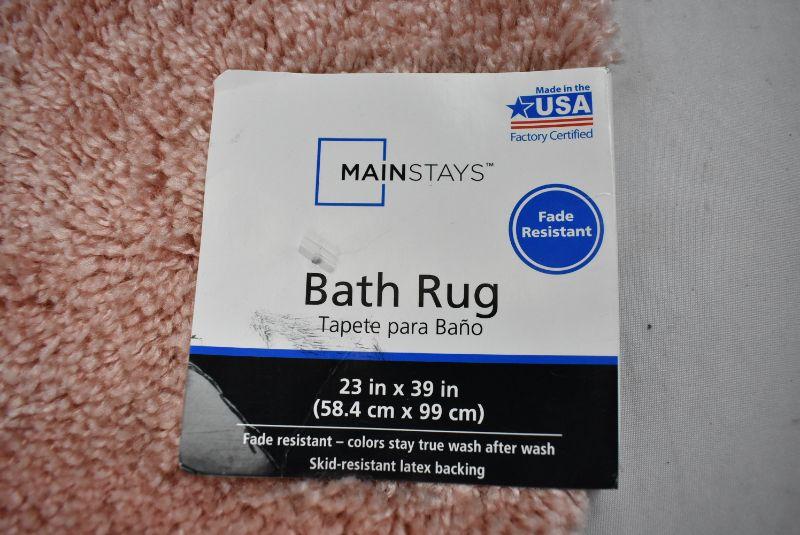 Made in the
USA
Factory Certified
MAINSTAYS™
Fade
Resistant
Bath Rug
Tapete para Baño
23 in x 39 in
(58.4 cm x 99 cm)
Fade resistant – colors stay true wash after wash
Skid-resistant latex backing